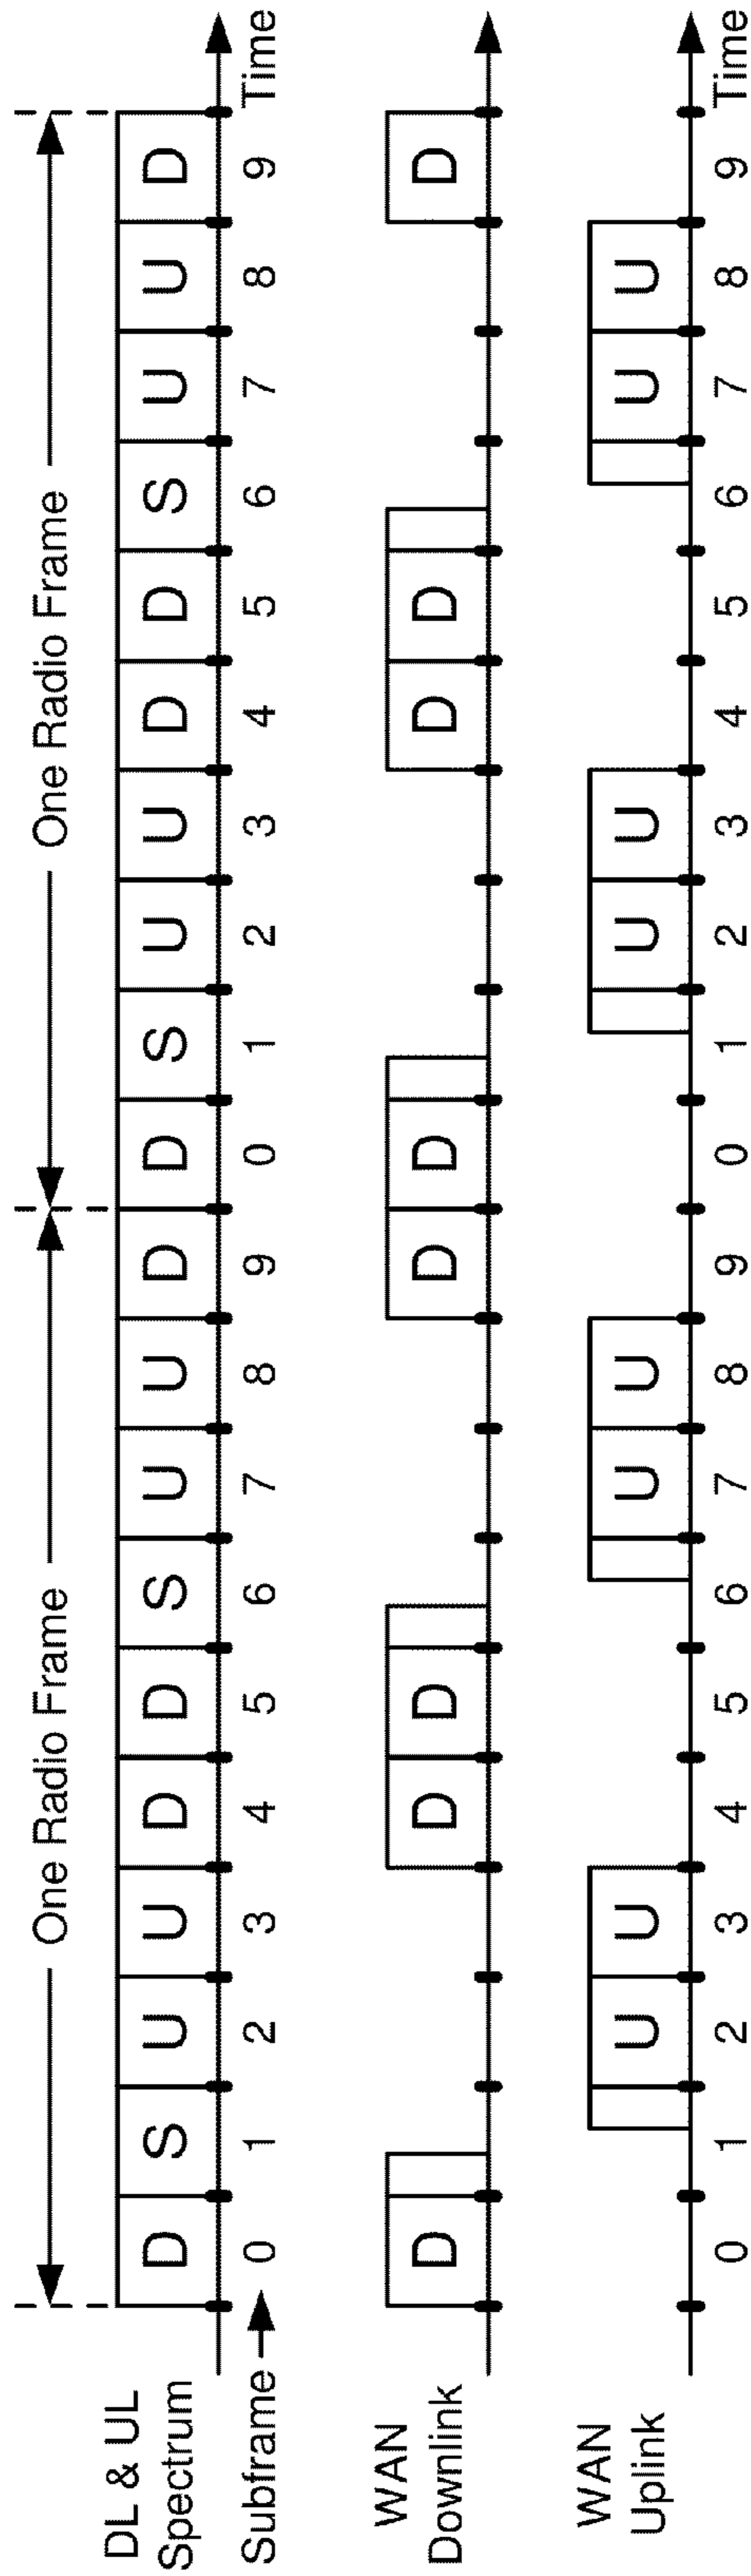 One Radio Frame One Radio Frame
DL & UL
Spectrum
D S U U D D S U U D D S U U D D S U U D
Subframe 0 1 2 3 4 5 6 7 8 9 0 1 2 3 4 5 6 7 8 9 Time
WAN
Downlink
D D D D D D D D
WAN
Uplink
U U U U U U U U
0 1 2 3 4 5 6 7 8 9 0 1 2 3 4 5 6 7 8 9 Time